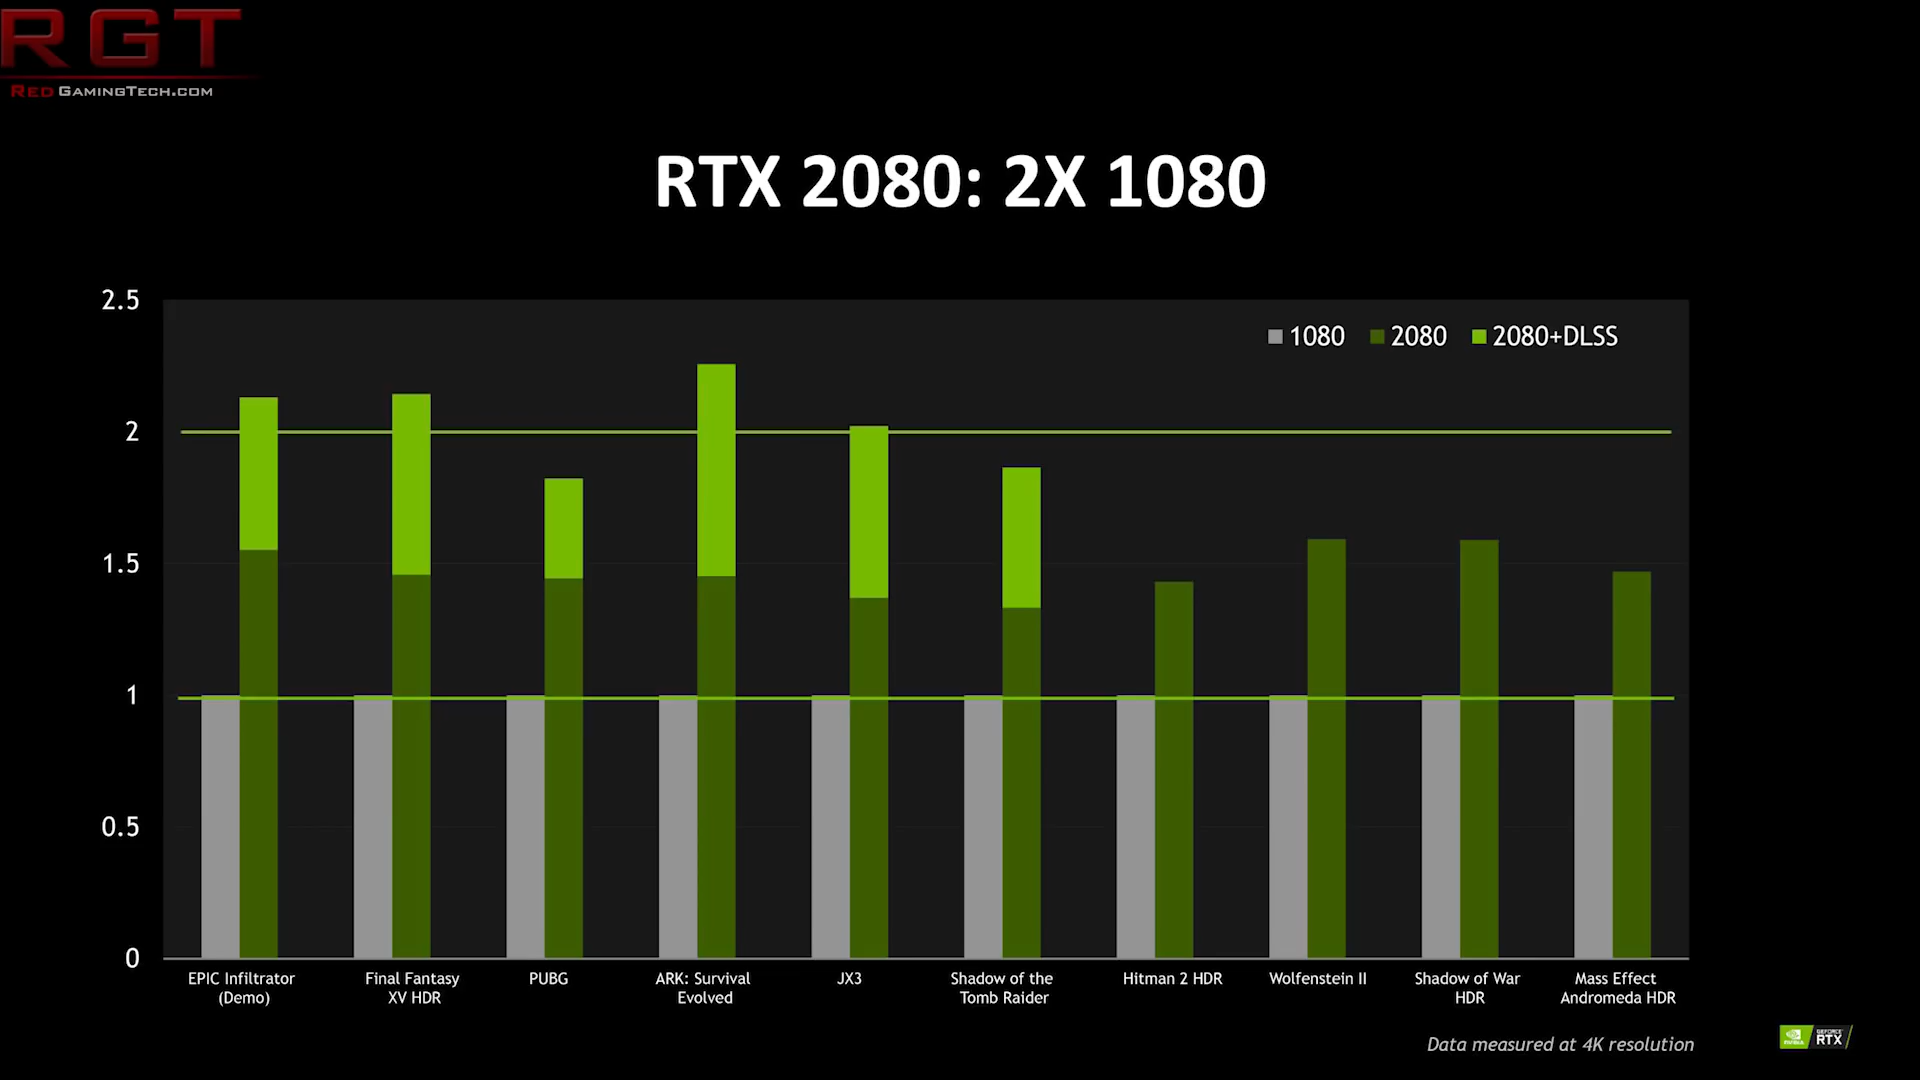 RGT
RED GAMINGTECH.COM
RTX 2080: 2X 1080
2.5
2
1.5
1
0.5
0
1080 2080 2080+DLSS
EPIC Infiltrator
(Demo)
Final Fantasy
XV HDR
PUBG
ARK: Survival
Evolved
JX3
Shadow of the
Tomb Raider
Hitman 2 HDR
Wolfenstein II
Shadow of War
HDR
Mass Effect
Andromeda HDR
Data measured at 4K resolution
NVIDIA
GEFORCE
RTX